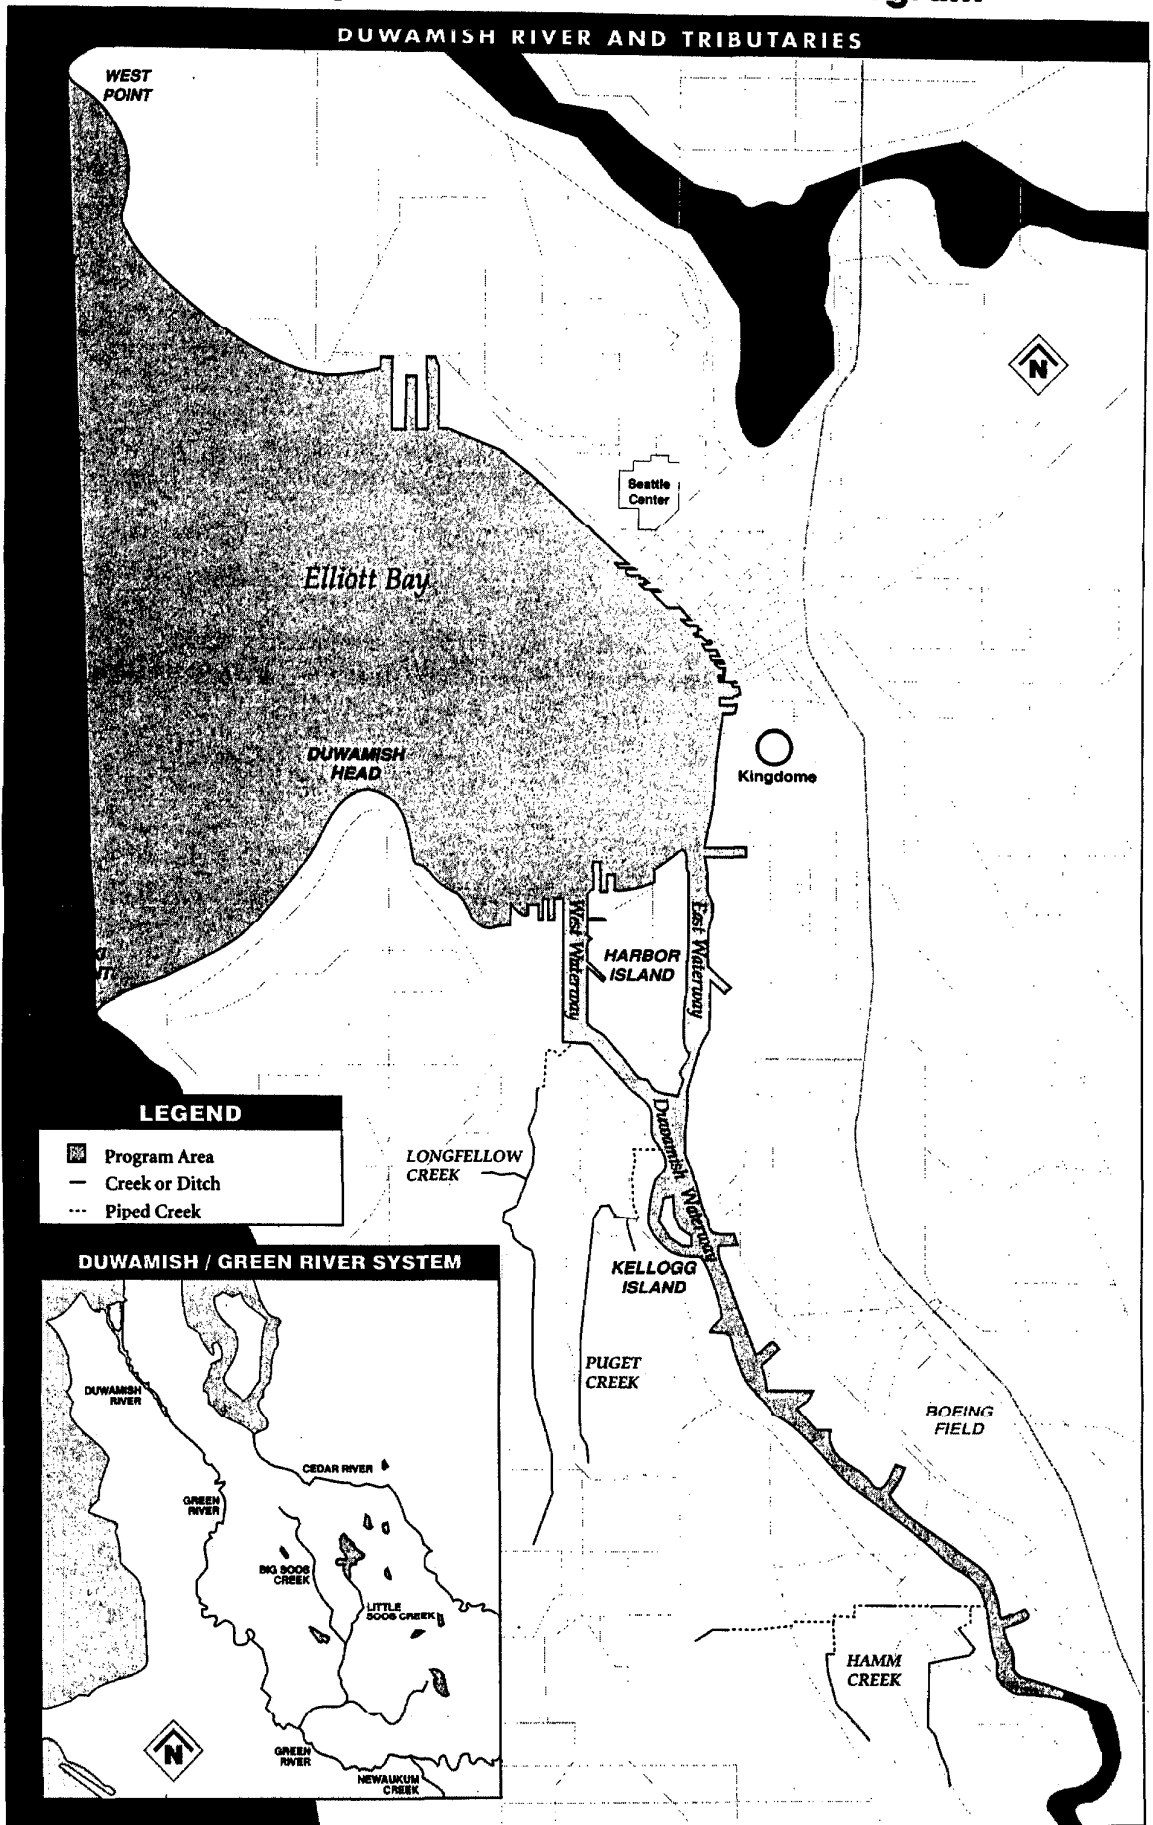 DUWAMISH RIVER AND TRIBUTARIES
WEST
POINT
N
Seattle
Center
Elliott Bay
DUWAMISH
HEAD
Kingdome
West Waterway
HARBOR
ISLAND
East Waterway
LEGEND
Program Area
Creek or Ditch
Piped Creek
LONGFELLOW
CREEK
Duwamish Waterway
KELLOGG
ISLAND
PUGET
CREEK
BOEING
FIELD
HAMM
CREEK
DUWAMISH / GREEN RIVER SYSTEM
DUWAMISH
RIVER
CEDAR RIVER
GREEN
RIVER
BIG SOOS
CREEK
LITTLE
SOOS CREEK
N
GREEN
RIVER
NEWAUKUM
CREEK